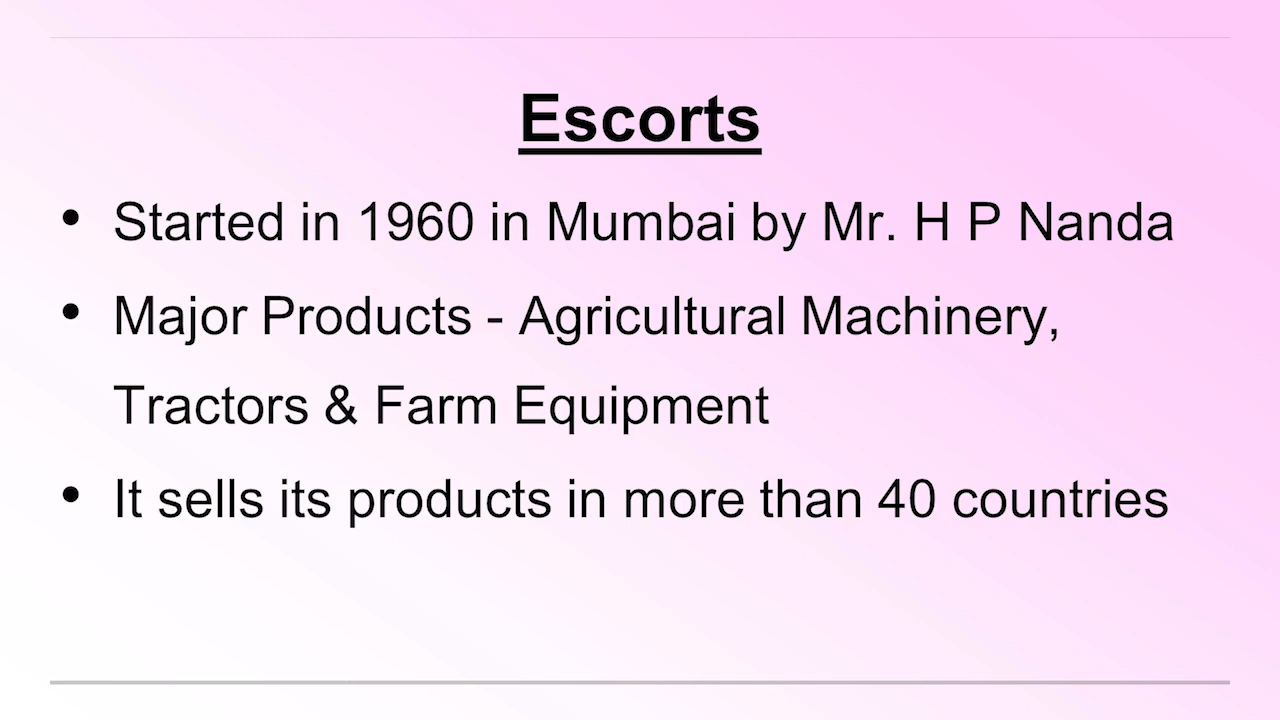 Escorts
• Started in 1960 in Mumbai by Mr. H P Nanda
• Major Products - Agricultural Machinery,
Tractors & Farm Equipment
• It sells its products in more than 40 countries